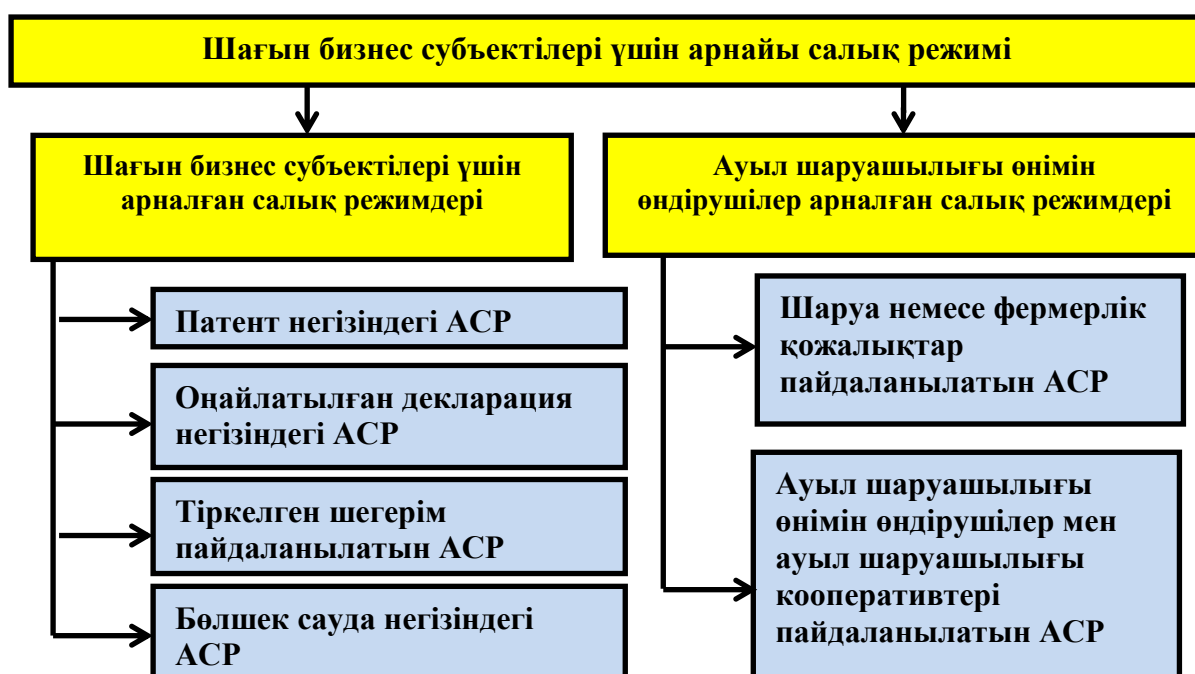 Шағын бизнес субъектілері үшін арнайы салық режимі
Шағын бизнес субъектілері үшін
арналған салық режимдері
Патент негізіндегі АСР
Оңайлатылған декларация
негізіндегі АСР
Тіркелген шегерім
пайдаланылатын АСР
Бөлшек сауда негізіндегі
АСР
Ауыл шаруашылығы өнімін
өндірушілер арналған салық режимдері
Шаруа немесе фермерлік
қожалықтар
пайдаланылатын АСР
Ауыл шаруашылығы
өнімін өндірушілер мен
ауыл шаруашылығы
кооперативтері
пайдаланылатын АСР